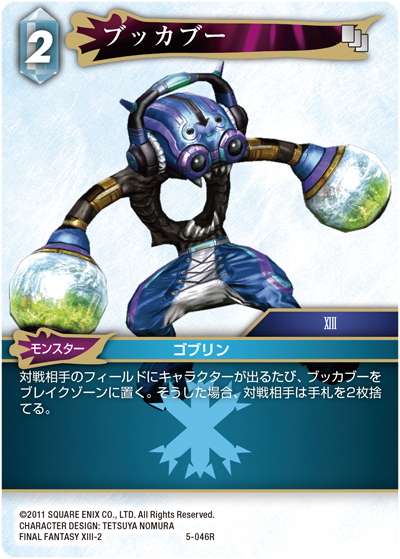 2
ブッカブー
XIII
モンスター
ゴブリン
対戦相手のフィールドにキャラクターが出るたび、ブッカブーを
ブレイクゾーンに置く。そうした場合、対戦相手は手札を2枚捨
てる。
©2011 SQUARE ENIX CO., LTD. All Rights Reserved.
CHARACTER DESIGN: TETSUYA NOMURA
FINAL FANTASY XIII-2 5-046R